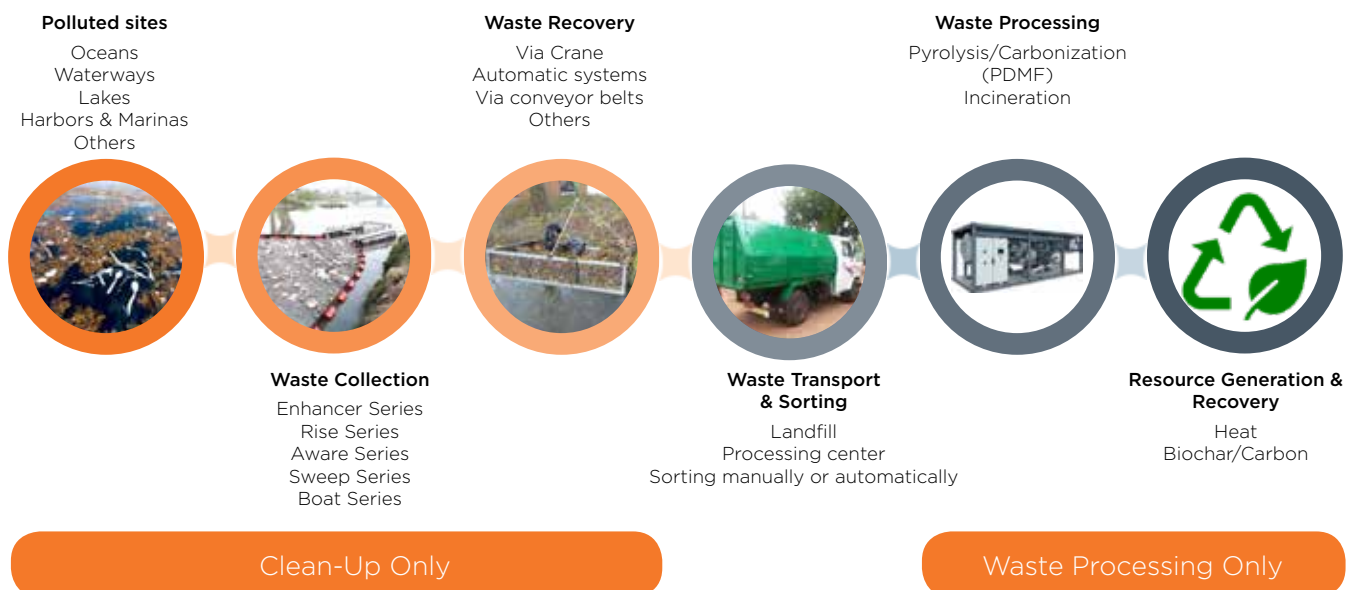 Polluted sites
Oceans
Waterways
Lakes
Harbors & Marinas
Others
Waste Collection
Enhancer Series
Rise Series
Aware Series
Sweep Series
Boat Series
Waste Recovery
Via Crane
Automatic systems
Via conveyor belts
Others
Waste Transport
& Sorting
Landfill
Processing center
Sorting manually or automatically
Waste Processing
Pyrolysis/Carbonization
(PDMF)
Incineration
Resource Generation &
Recovery
Heat
Biochar/Carbon
Clean-Up Only
Waste Processing Only